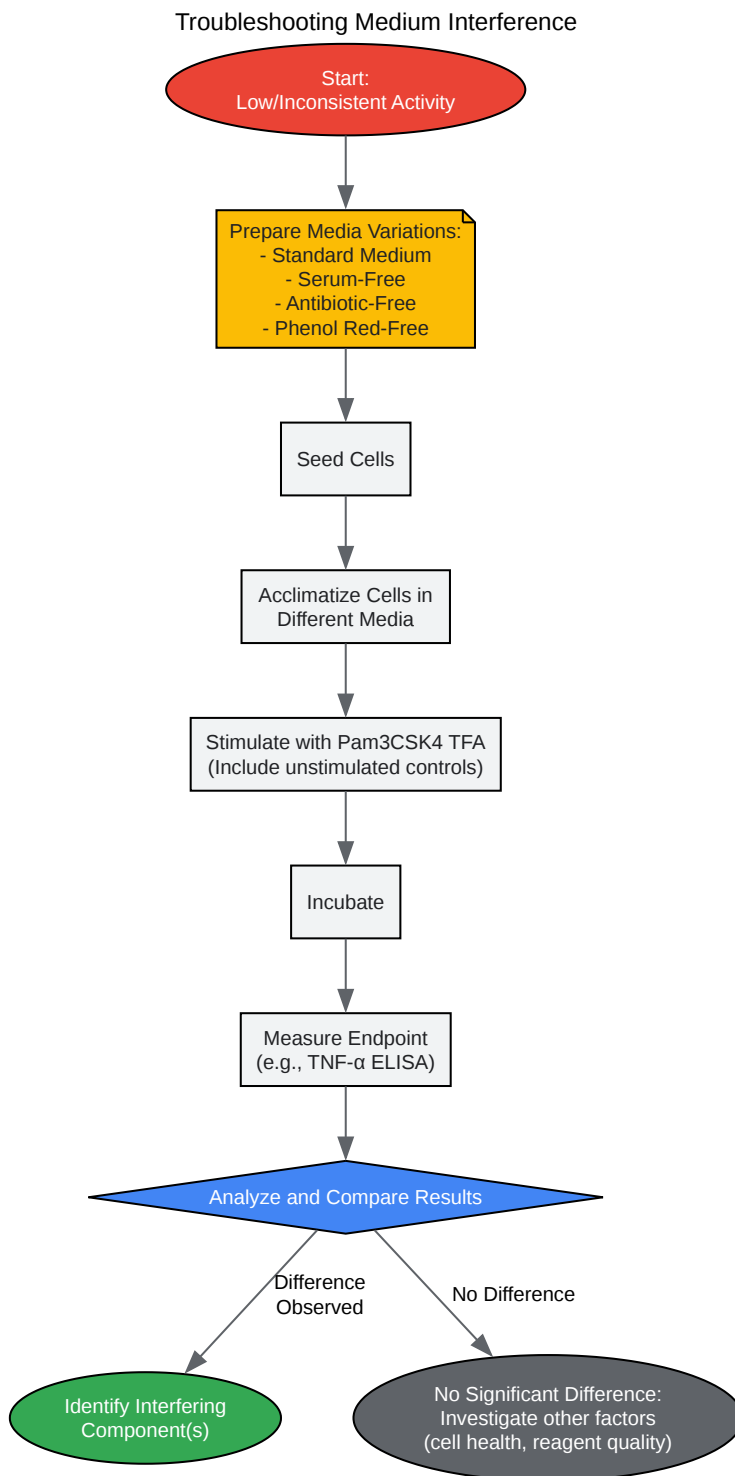 Troubleshooting Medium Interference
Start:
Low/Inconsistent Activity
Prepare Media Variations:
- Standard Medium
- Serum-Free
- Antibiotic-Free
- Phenol Red-Free
Seed Cells
Acclimatize Cells in
Different Media
Stimulate with Pam3CSK4 TFA
(Include unstimulated controls)
Incubate
Measure Endpoint
(e.g., TNF-α ELISA)
Analyze and Compare Results
Difference
Observed
No Difference
Identify Interfering
Component(s)
No Significant Difference:
Investigate other factors
(cell health, reagent quality)